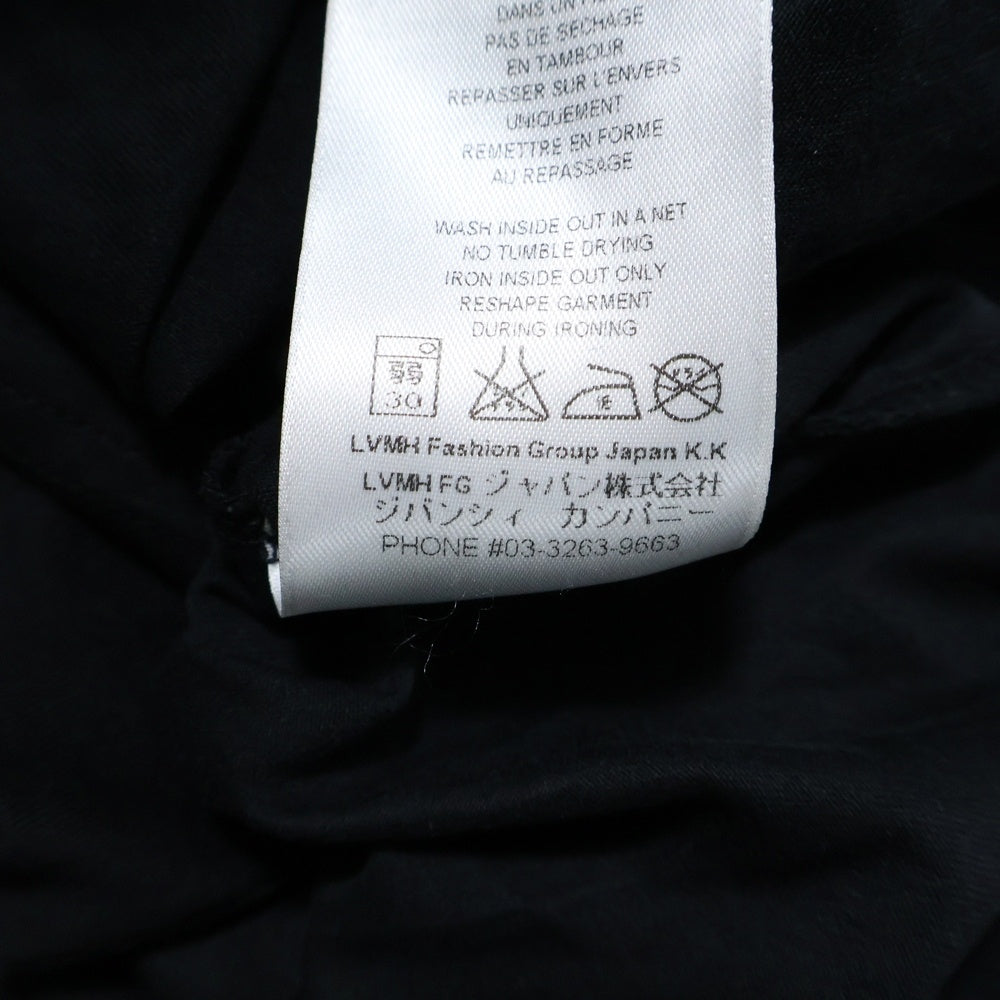 DANS UN
PAS DE SECHAGE
EN TAMBOUR
REPASSER SUR L'ENVERS
UNIQUEMENT
REMETTRE EN FORME
AU REPASSAGE
WASH INSIDE OUT IN A NET
NO TUMBLE DRYING
IRON INSIDE OUT ONLY
RESHAPE GARMENT
DURING IRONING
30
LVMH Fashion Group Japan K.K
LVMH FG ジャパン株式会社
ジバンシィ カンパニー
PHONE #03-3263-9663